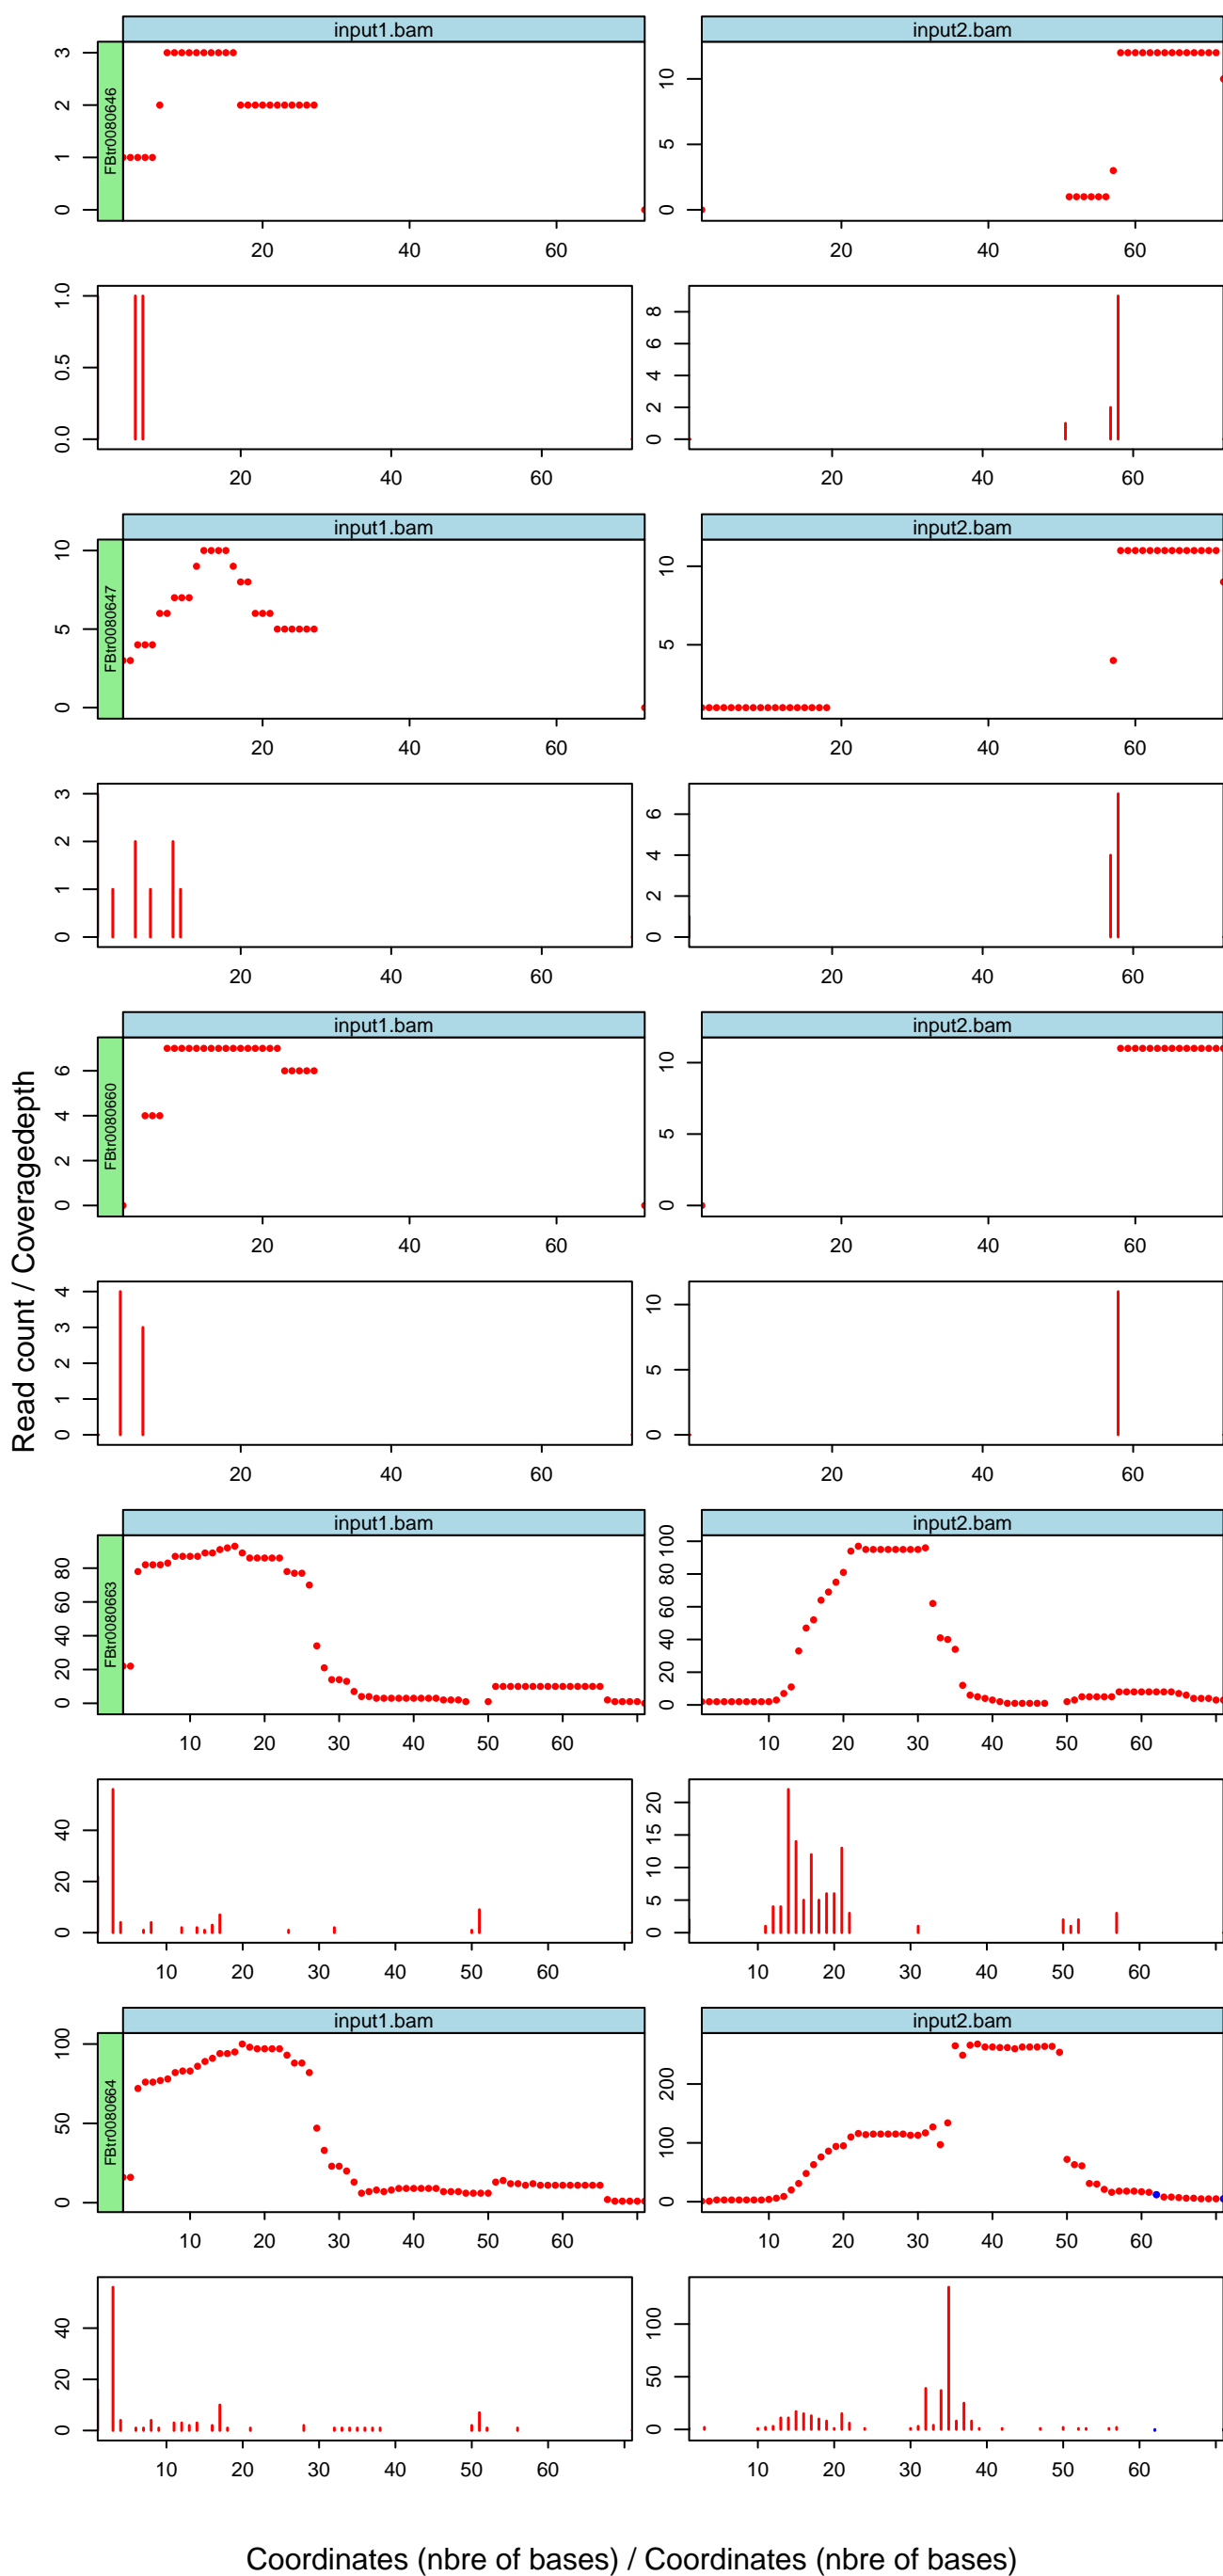 input1.bam input2.bam
FBtr0080646
0 1 2 3
0 5 10
20 40 60 20 40 60
0.0 0.5 1.0
0 2 4 6 8
20 40 60 20 40 60
input1.bam input2.bam
FBtr0080647
0 5 10
5 10
20 40 60 20 40 60
0 1 2 3
0 2 4 6
20 40 60 20 40 60
input1.bam input2.bam
FBtr0080660
0 2 4 6
0 5 10
20 40 60 20 40 60
Read count / Coveragedepth
0 1 2 3 4
0 5 10
20 40 60 20 40 60
input1.bam input2.bam
FBtr0080663
0 20 40 60 80
0 20 40 60 80 100
10 20 30 40 50 60 10 20 30 40 50 60
0 20 40
0 5 10 15 20
10 20 30 40 50 60 10 20 30 40 50 60
input1.bam input2.bam
FBtr0080664
0 50 100
0 100 200
10 20 30 40 50 60 10 20 30 40 50 60
0 20 40
0 50 100
10 20 30 40 50 60 10 20 30 40 50 60
Coordinates (nbre of bases) / Coordinates (nbre of bases)